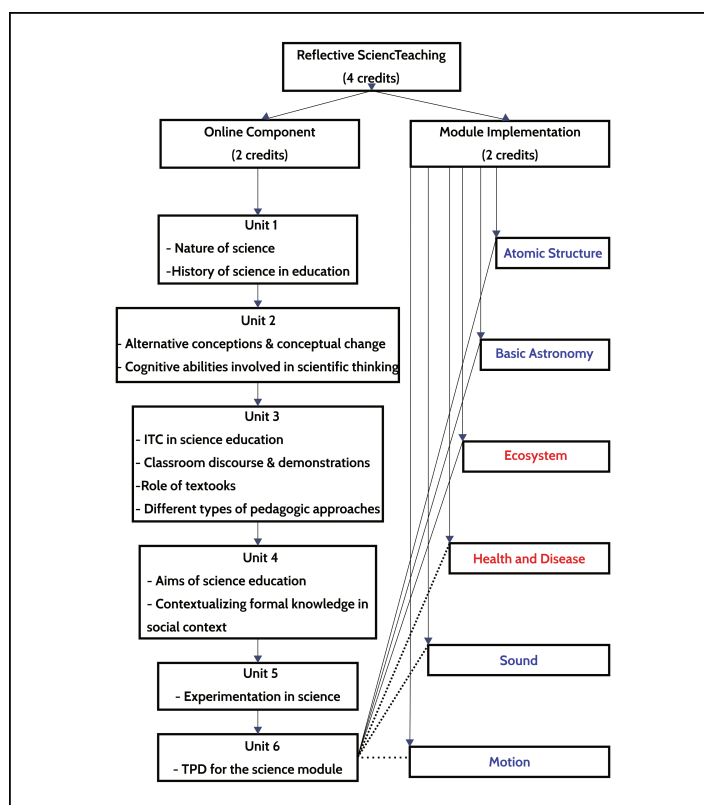 Reflective SciencTeaching
(4 credits)
Online Component
(2 credits)
Module Implementation
(2 credits)
Unit 1
- Nature of science
-History of science in education
Unit 2
- Alternative conceptions & conceptual change
- Cognitive abilities involved in scientific thinking
Unit 3
- ITC in science education
- Classroom discourse & demonstrations
-Role of textooks
- Different types of pedagogic approaches
Unit 4
- Aims of science education
- Contextualizing formal knowledge in
social context
Unit 5
- Experimentation in science
Unit 6
- TPD for the science module
Atomic Structure
Basic Astronomy
Ecosystem
Health and Disease
Sound
Motion